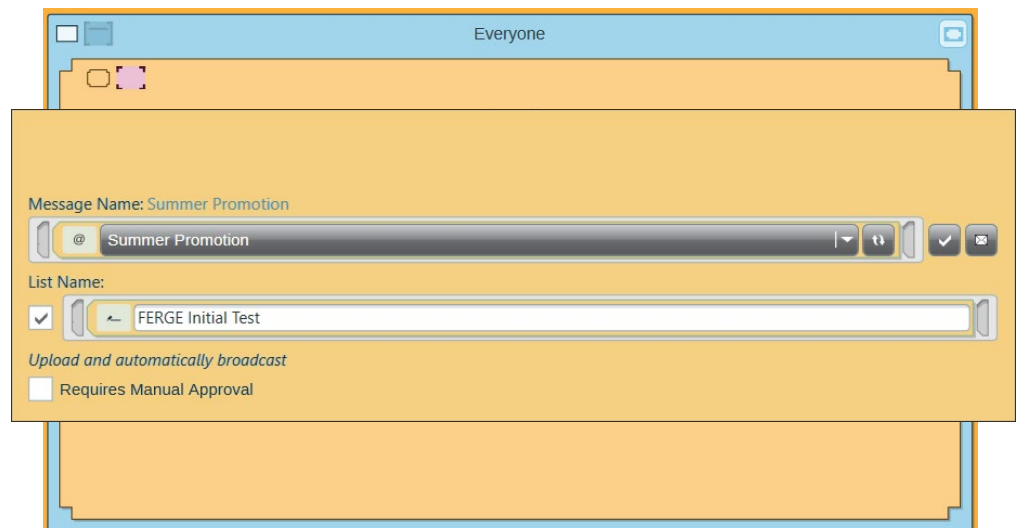 Everyone
Message Name: Summer Promotion
@ Summer Promotion
List Name:
FERGE Initial Test
Upload and automatically broadcast
Requires Manual Approval